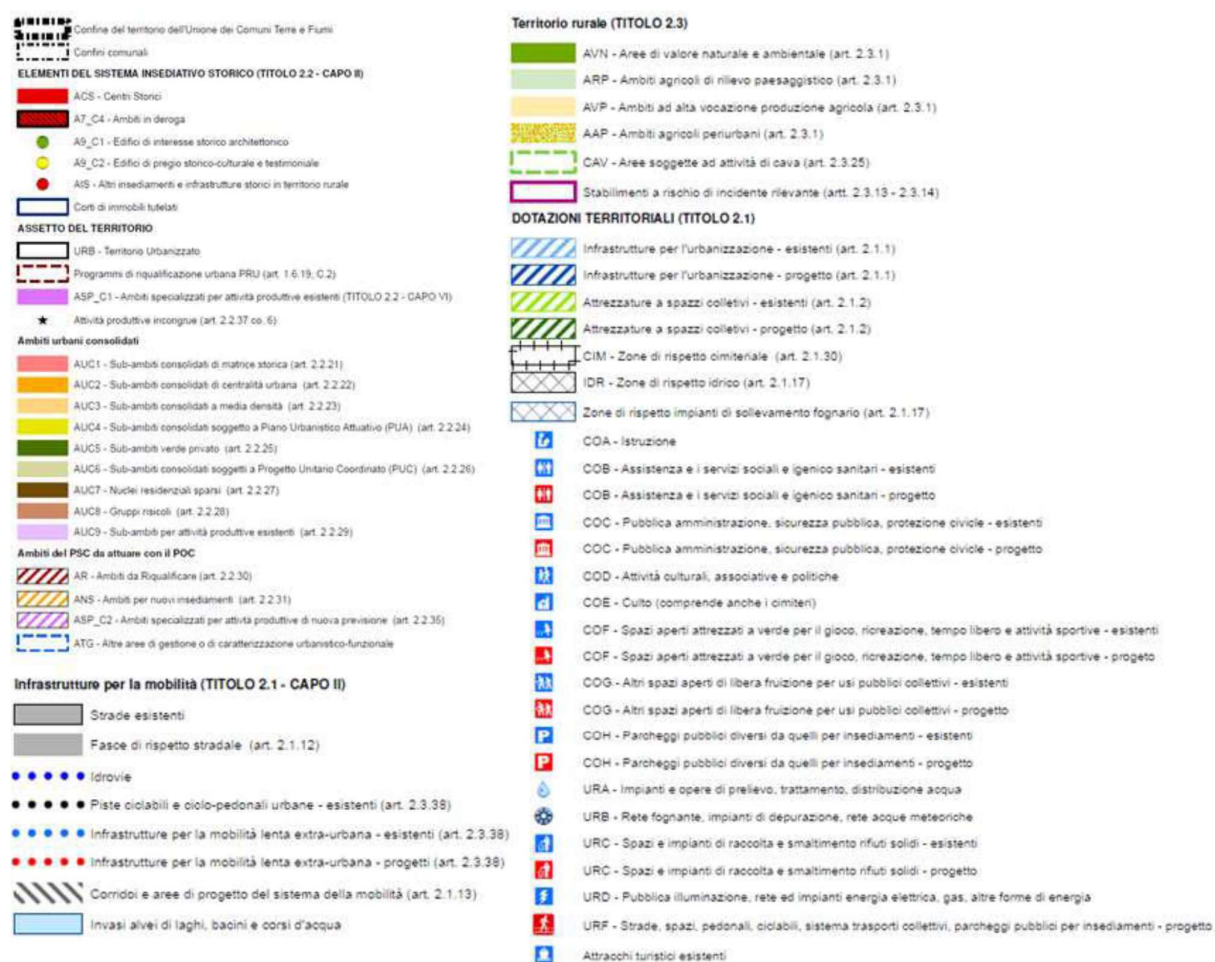 Confine del territorio dell'Unione dei Comuni Terre e Fiumi
Confini comunali
ELEMENTI DEL SISTEMA INSEDIATIVO STORICO (TITOLO 2.2 - CAPO II)
ACS - Centri Storici
A7_C4 - Ambiti in deroga
A9_C1 - Edifici di interesse storico architettonico
A9_C2 - Edifici di pregio storico-culturale e testimoniale
AIS - Altri insediamenti e infrastrutture storici in territorio rurale
Corti di immobili tutelati
ASSETTO DEL TERRITORIO
URB - Territorio Urbanizzato
Programmi di riqualificazione urbana PRU (art. 1.6.19, C.2)
ASP_C1 - Ambiti specializzati per attività produttive esistenti (TITOLO 2.2 - CAPO VI)
Attività produttive incongrue (art. 2.2.37 co. 6)
Ambiti urbani consolidati
AUC1 - Sub-ambiti consolidati di matrice storica (art. 2.2.21)
AUC2 - Sub-ambiti consolidati di centralità urbana (art. 2.2.22)
AUC3 - Sub-ambiti consolidati a media densità (art. 2.2.23)
AUC4 - Sub-ambiti consolidati soggetto a Piano Urbanistico Attuativo (PUA) (art. 2.2.24)
AUC5 - Sub-ambiti verde privato (art. 2.2.25)
AUC6 - Sub-ambiti consolidati soggetti a Progetto Unitario Coordinato (PUC) (art. 2.2.26)
AUC7 - Nuclei residenziali sparsi (art. 2.2.27)
AUC8 - Gruppi risicoli (art. 2.2.28)
AUC9 - Sub-ambiti per attività produttive esistenti (art. 2.2.29)
Ambiti del PSC da attuare con il POC
AR - Ambiti da Riqualificare (art. 2.2.30)
ANS - Ambiti per nuovi insediamenti (art. 2.2.31)
ASP_C2 - Ambiti specializzati per attività produttive di nuova previsione (art. 2.2.35)
ATG - Altre aree di gestione o di caratterizzazione urbanistico-funzionale
Infrastrutture per la mobilità (TITOLO 2.1 - CAPO II)
Strade esistenti
Fasce di rispetto stradale (art. 2.1.12)
Idrovie
Piste ciclabili e ciclo-pedonali urbane - esistenti (art. 2.3.38)
Infrastrutture per la mobilità lenta extra-urbana - esistenti (art. 2.3.38)
Infrastrutture per la mobilità lenta extra-urbana - progetti (art. 2.3.38)
Corridoi e aree di progetto del sistema della mobilità (art. 2.1.13)
Invasi alvei di laghi, bacini e corsi d'acqua
Territorio rurale (TITOLO 2.3)
AVN - Aree di valore naturale e ambientale (art. 2.3.1)
ARP - Ambiti agricoli di rilievo paesaggistico (art. 2.3.1)
AVP - Ambiti ad alta vocazione produzione agricola (art. 2.3.1)
AAP - Ambiti agricoli periurbani (art. 2.3.1)
CAV - Aree soggette ad attività di cava (art. 2.3.25)
Stabilimenti a rischio di incidente rilevante (artt. 2.3.13 - 2.3.14)
DOTAZIONI TERRITORIALI (TITOLO 2.1)
Infrastrutture per l'urbanizzazione - esistenti (art. 2.1.1)
Infrastrutture per l'urbanizzazione - progetto (art. 2.1.1)
Attrezzature a spazi colletivi - esistenti (art. 2.1.2)
Attrezzature a spazi colletivi - progetto (art. 2.1.2)
CIM - Zone di rispetto cimiteriale (art. 2.1.30)
IDR - Zone di rispetto idrico (art. 2.1.17)
Zone di rispetto impianti di sollevamento fognario (art. 2.1.17)
COA - Istruzione
COB - Assistenza e i servizi sociali e igenico sanitari - esistenti
COB - Assistenza e i servizi sociali e igenico sanitari - progetto
COC - Pubblica amministrazione, sicurezza pubblica, protezione civicle - esistenti
COC - Pubblica amministrazione, sicurezza pubblica, protezione civicle - progetto
COD - Attività culturali, associative e politiche
COE - Culto (comprende anche i cimiteri)
COF - Spazi aperti attrezzati a verde per il gioco, ricreazione, tempo libero e attività sportive - esistenti
COF - Spazi aperti attrezzati a verde per il gioco, ricreazione, tempo libero e attività sportive - progeto
COG - Altri spazi aperti di libera fruizione per usi pubblici collettivi - esistenti
COG - Altri spazi aperti di libera fruizione per usi pubblici collettivi - progetto
P COH - Parcheggi pubblici diversi da quelli per insediamenti - esistenti
P COH - Parcheggi pubblici diversi da quelli per insediamenti - progetto
URA - Impianti e opere di prelievo, trattamento, distribuzione acqua
URB - Rete fognante, impianti di depurazione, rete acque meteoriche
URC - Spazi e impianti di raccolta e smaltimento rifiuti solidi - esistenti
URC - Spazi e impianti di raccolta e smaltimento rifiuti solidi - progetto
URD - Pubblica illuminazione, rete ed impianti energia elettrica, gas, altre forme di energia
URF - Strade, spazi, pedonali, ciclabili, sistema trasporti collettivi, parcheggi pubblici per insediamenti - progetto
Attracchi turistici esistenti